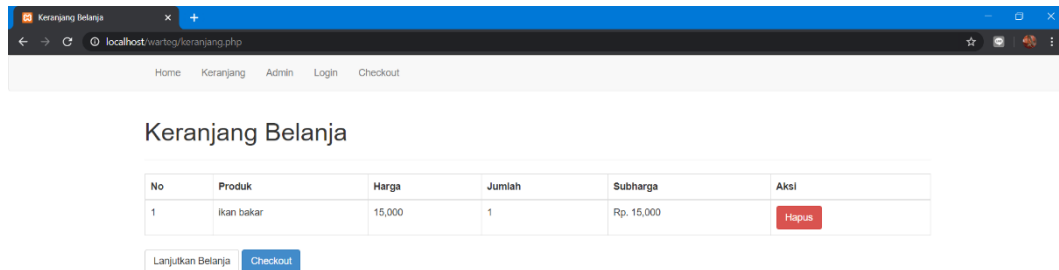 Keranjang Belanja
localhost/warteg/keranjang.php
Home Keranjang Admin Login Checkout
Keranjang Belanja
No Produk Harga Jumlah Subharga Aksi
1 ikan bakar 15,000 1 Rp. 15,000 Hapus
Lanjutkan Belanja Checkout